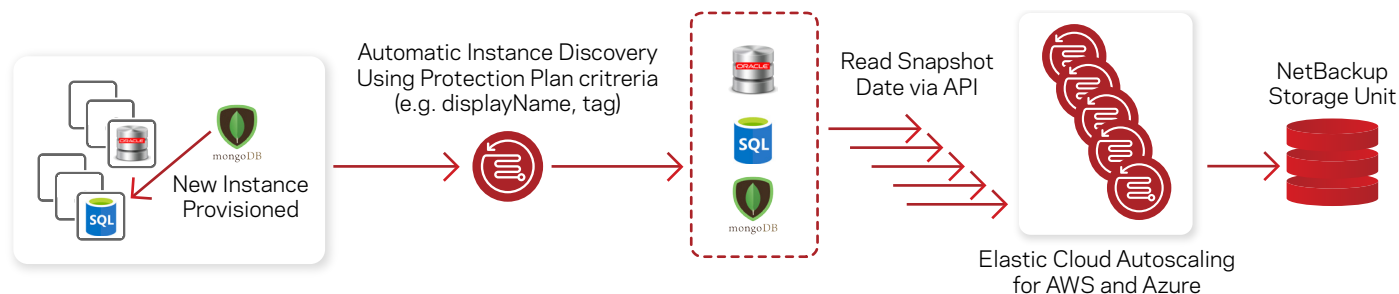 ORACLE
mongoDB
New Instance
Provisioned
SQL
Automatic Instance Discovery
Using Protection Plan critreria
(e.g. displayName, tag)
ORACLE
SQL
mongoDB
Read Snapshot
Date via API
Elastic Cloud Autoscaling
for AWS and Azure
NetBackup
Storage Unit